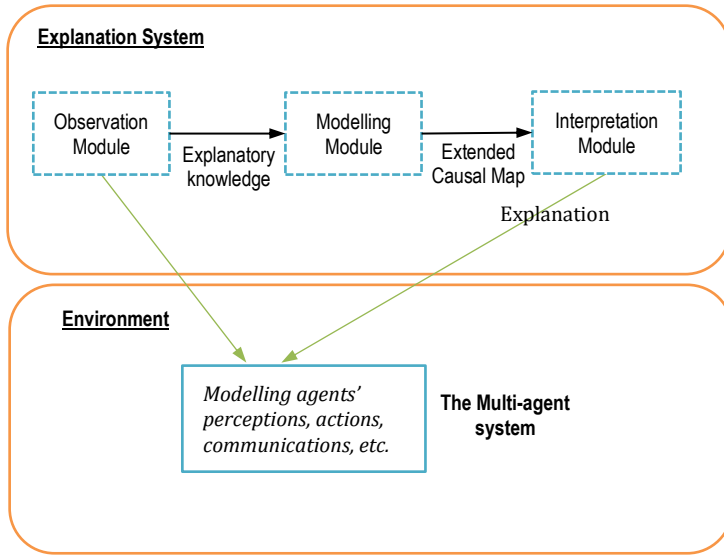 Explanation System
Observation
Module
Explanatory
knowledge
Modelling
Module
Extended
Causal Map
Interpretation
Module
Explanation
Environment
Modelling agents’
perceptions, actions,
communications, etc.
The Multi-agent
system